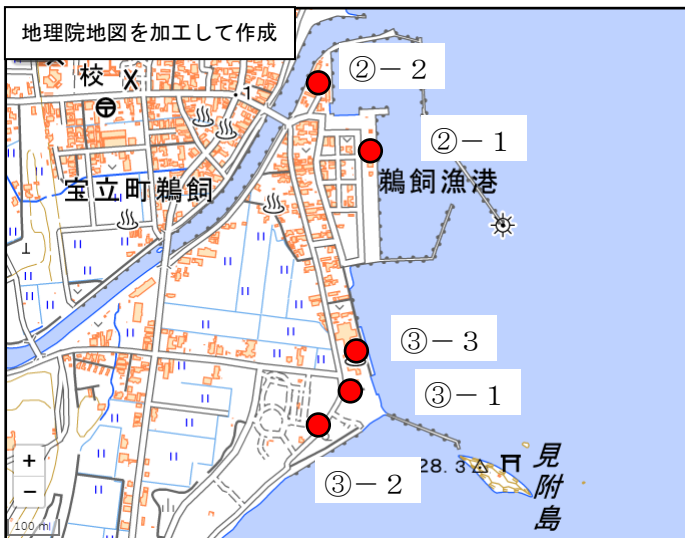 地理院地図を加工して作成
校
②－2
・1
②－1
宝立町鵜飼
鵜飼漁港
③－3
③－1
③－2
28.3
見附島
+
−
100 m